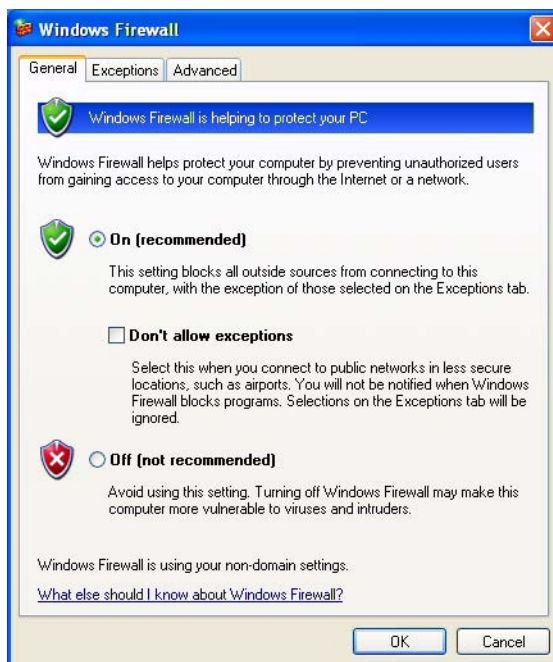 Windows Firewall
General Exceptions Advanced
Windows Firewall is helping to protect your PC
Windows Firewall helps protect your computer by preventing unauthorized users
from gaining access to your computer through the Internet or a network.
On (recommended)
This setting blocks all outside sources from connecting to this
computer, with the exception of those selected on the Exceptions tab.
Don't allow exceptions
Select this when you connect to public networks in less secure
locations, such as airports. You will not be notified when Windows
Firewall blocks programs. Selections on the Exceptions tab will be
ignored.
Off (not recommended)
Avoid using this setting. Turning off Windows Firewall may make this
computer more vulnerable to viruses and intruders.
Windows Firewall is using your non-domain settings.
What else should I know about Windows Firewall?
OK Cancel